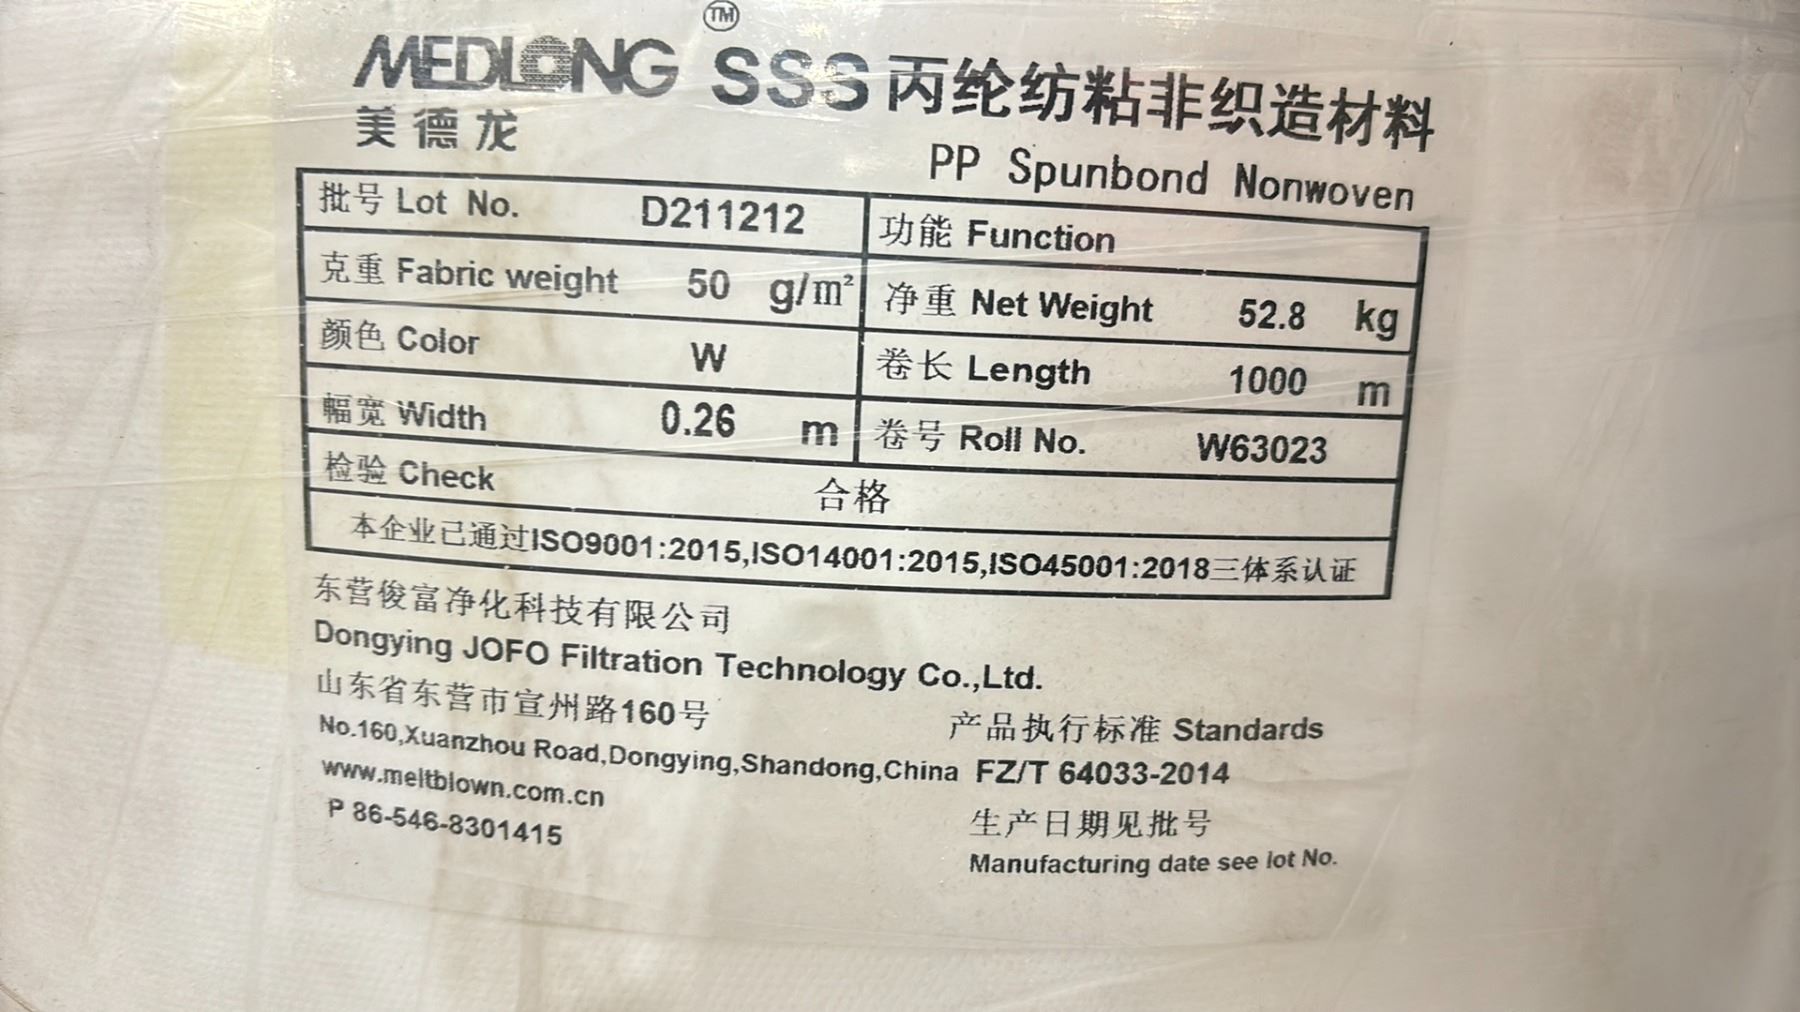 MEDLONG™ SSS丙纶纺粘非织造材料
美德龙
PP Spunbond Nonwoven
批号 Lot No. D211212
功能 Function
克重 Fabric weight 50 g/m²
净重 Net Weight 52.8 kg
颜色 Color W
卷长 Length 1000 m
幅宽 Width 0.26 m
卷号 Roll No. W63023
检验 Check 合格
本企业已通过ISO9001:2015,ISO14001:2015,ISO45001:2018三体系认证
东营俊富净化科技有限公司
Dongying JOFO Filtration Technology Co.,Ltd.
山东省东营市宣州路160号
产品执行标准 Standards
No.160,Xuanzhou Road,Dongying,Shandong,China
FZ/T 64033-2014
www.meltblown.com.cn
P 86-546-8301415
生产日期见批号
Manufacturing date see lot No.